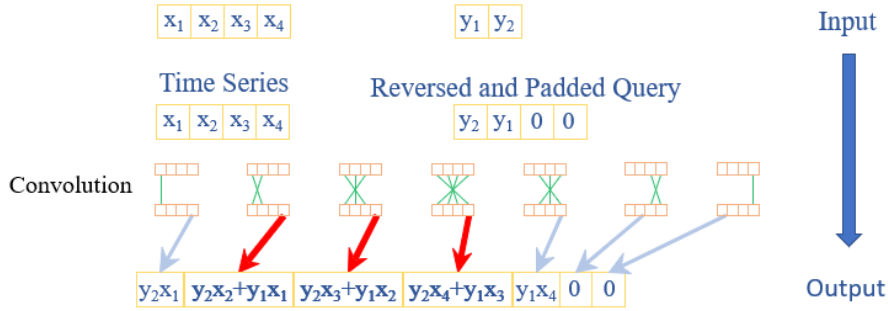 x₁ x₂ x₃ x₄ y₁ y₂ Input
Time Series Reversed and Padded Query
x₁ x₂ x₃ x₄ y₂ y₁ 0 0
Convolution
y₂x₁ y₂x₂+y₁x₁ y₂x₃+y₁x₂ y₂x₄+y₁x₃ y₁x₄ 0 0 Output